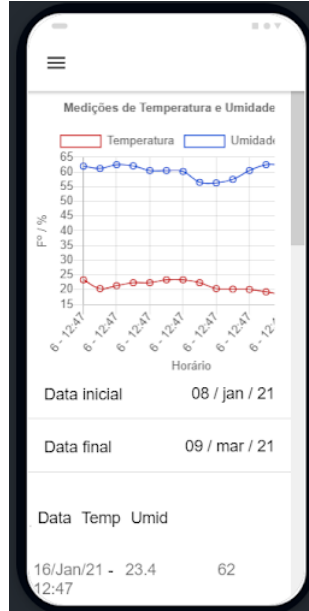 Medições de Temperatura e Umidade
Temperatura Umidade
65
60
55
50
45
40
35
30
25
20
15
Fº / %
6 - 12:47
6 - 12:47
6 - 12:47
6 - 12:47
6 - 12:47
6 - 12:47
Horário
Data inicial 08 / jan / 21
Data final 09 / mar / 21
Data Temp Umid
16/Jan/21 - 23.4 62
12:47